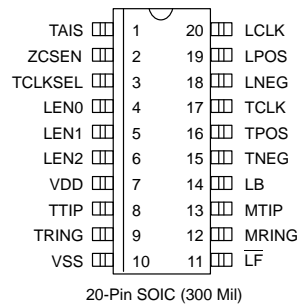 TAIS 1 20 LCLK
ZCSEN 2 19 LPOS
TCLKSEL 3 18 LNEG
LEN0 4 17 TCLK
LEN1 5 16 TPOS
LEN2 6 15 TNEG
VDD 7 14 LB
TTIP 8 13 MTIP
TRING 9 12 MRING
VSS 10 11 L̅F̅
20-Pin SOIC (300 Mil)